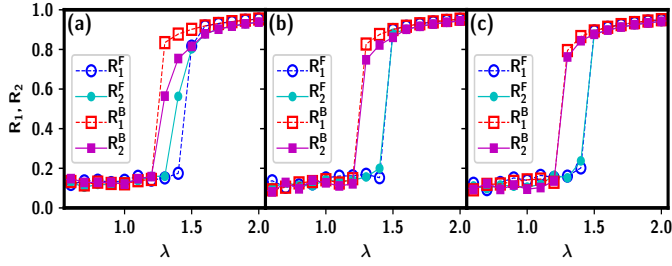 (a) (b) (c)
R₁, R₂
1.0
0.8
0.6
0.4
0.2
0.0
R₁ᶠ R₁ᶠ R₁ᶠ
R₂ᶠ R₂ᶠ R₂ᶠ
R₁ᴮ R₁ᴮ R₁ᴮ
R₂ᴮ R₂ᴮ R₂ᴮ
1.0 1.5 2.0 1.0 1.5 2.0 1.0 1.5 2.0
λ λ λ